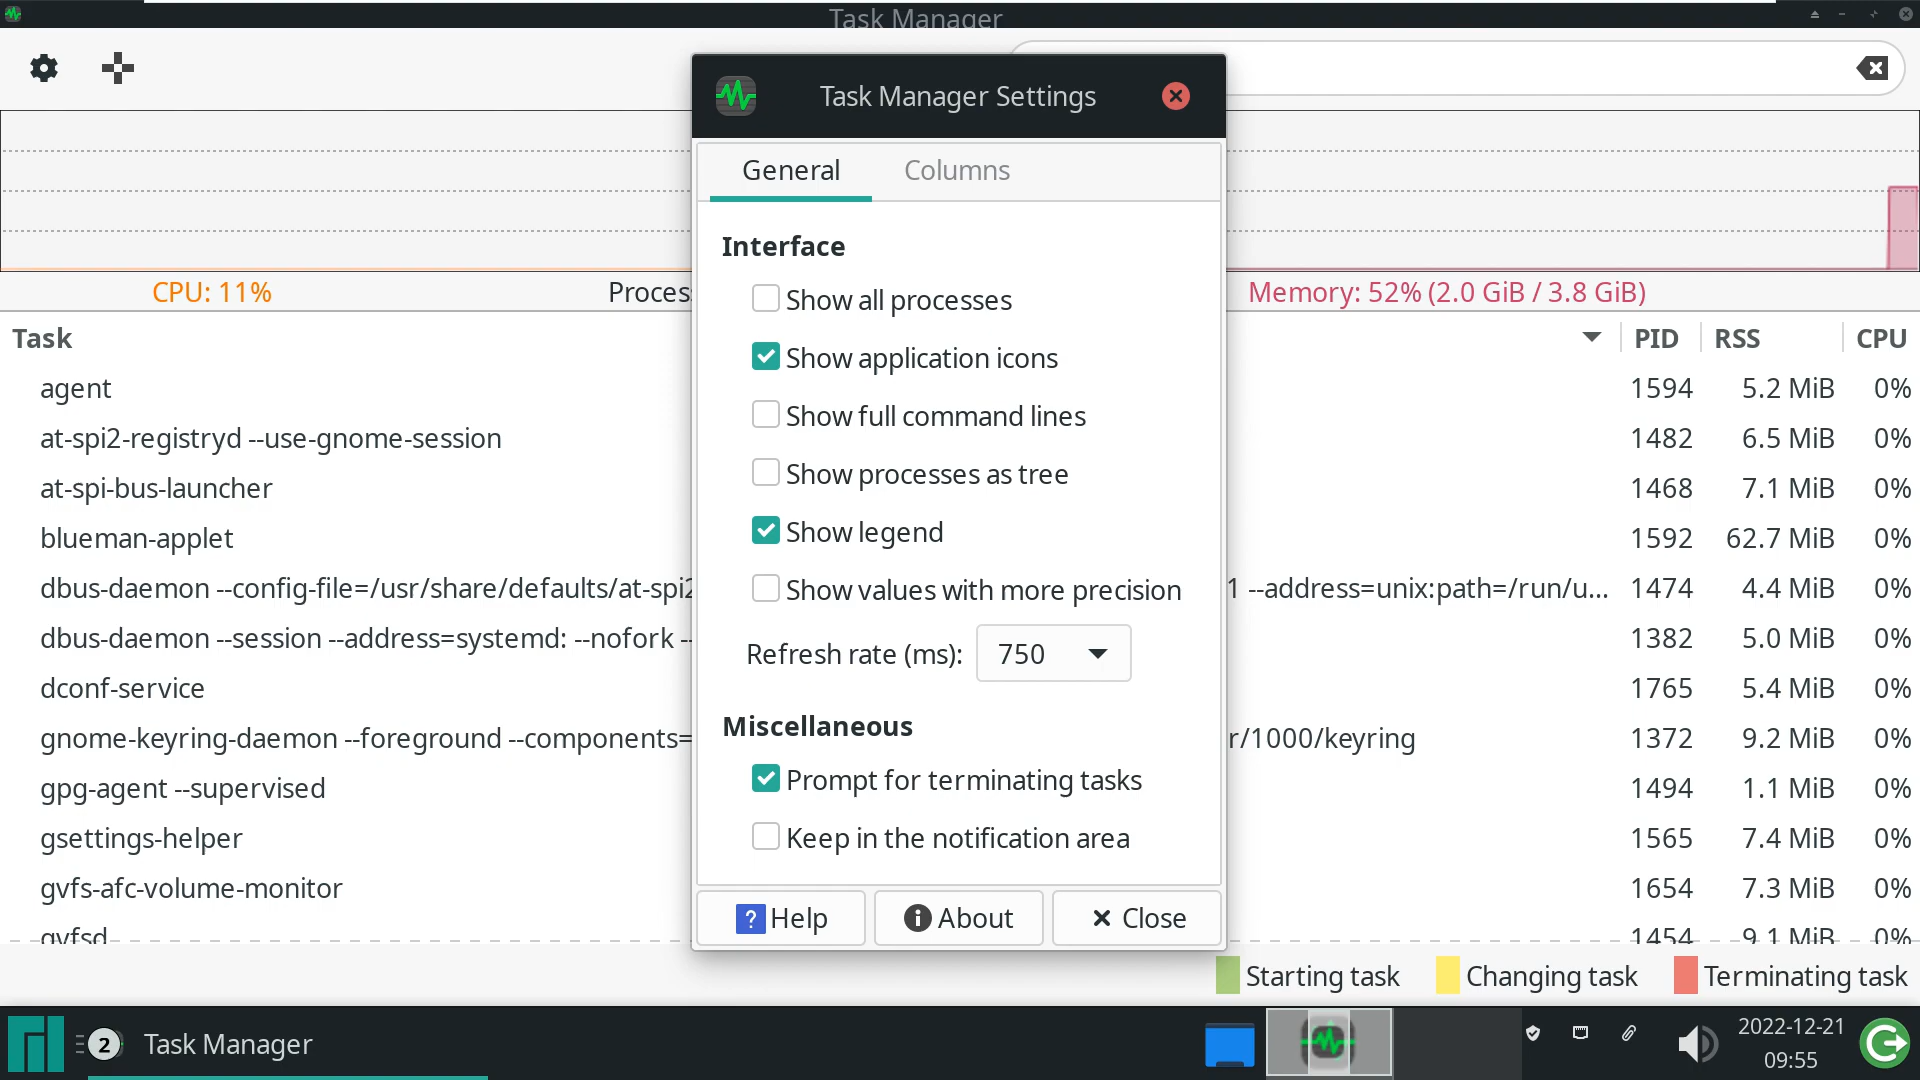 Task Manager
Task Manager Settings
General Columns
Interface
Show all processes
Show application icons
Show full command lines
Show processes as tree
Show legend
Show values with more precision
Refresh rate (ms): 750
Miscellaneous
Prompt for terminating tasks
Keep in the notification area
? Help
About
Close
CPU: 11% Proces Memory: 52% (2.0 GiB / 3.8 GiB)
Task PID RSS CPU
agent 1594 5.2 MiB 0%
at-spi2-registryd --use-gnome-session 1482 6.5 MiB 0%
at-spi-bus-launcher 1468 7.1 MiB 0%
blueman-applet 1592 62.7 MiB 0%
dbus-daemon --config-file=/usr/share/defaults/at-spi2 1 --address=unix:path=/run/u... 1474 4.4 MiB 0%
dbus-daemon --session --address=systemd: --nofork -- 1382 5.0 MiB 0%
dconf-service 1765 5.4 MiB 0%
gnome-keyring-daemon --foreground --components= r/1000/keyring 1372 9.2 MiB 0%
gpg-agent --supervised 1494 1.1 MiB 0%
gsettings-helper 1565 7.4 MiB 0%
gvfs-afc-volume-monitor 1654 7.3 MiB 0%
gvfsd 1454 9.1 MiB 0%
Starting task Changing task Terminating task
2 Task Manager
2022-12-21
09:55